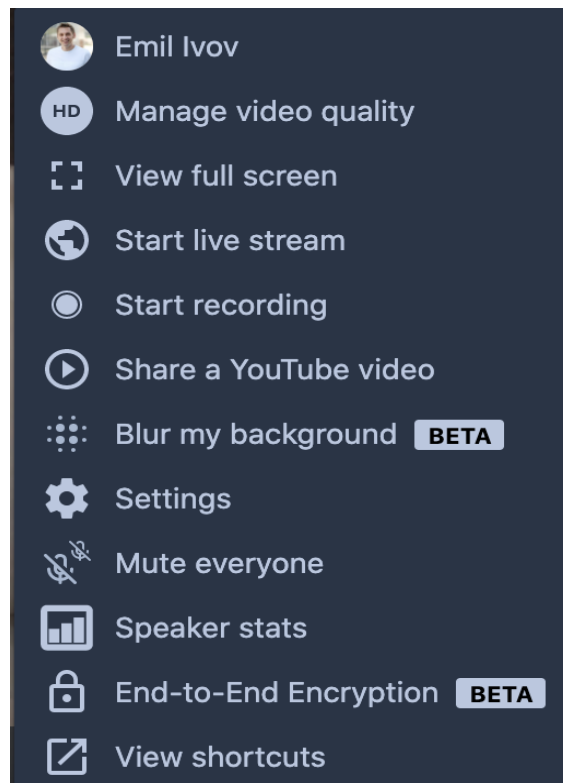 Emil Ivov
HD Manage video quality
View full screen
Start live stream
Start recording
Share a YouTube video
Blur my background BETA
Settings
Mute everyone
Speaker stats
End-to-End Encryption BETA
View shortcuts